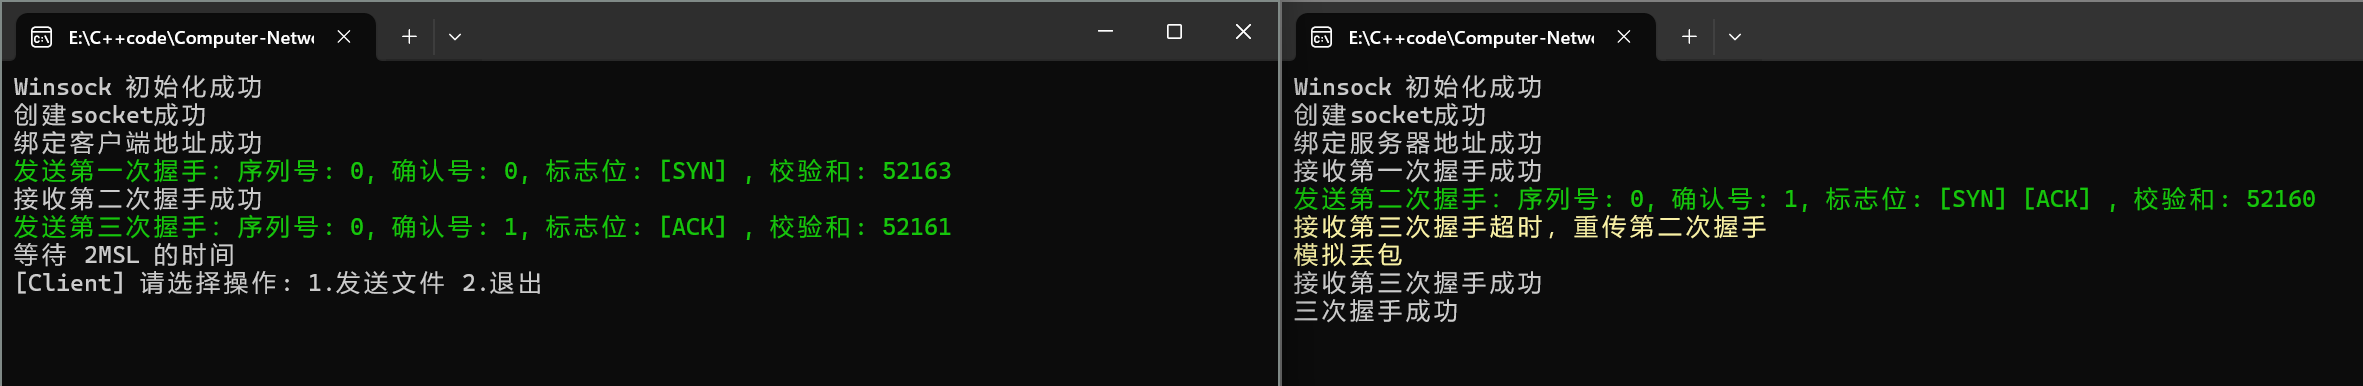 E:\C++code\Computer-Netw
Winsock 初始化成功
创建socket成功
绑定客户端地址成功
发送第一次握手: 序列号: 0, 确认号: 0, 标志位: [SYN] , 校验和: 52163
接收第二次握手成功
发送第三次握手: 序列号: 0, 确认号: 1, 标志位: [ACK] , 校验和: 52161
等待 2MSL 的时间
[Client] 请选择操作: 1.发送文件 2.退出
E:\C++code\Computer-Netw
Winsock 初始化成功
创建socket成功
绑定服务器地址成功
接收第一次握手成功
发送第二次握手: 序列号: 0, 确认号: 1, 标志位: [SYN] [ACK] , 校验和: 52160
接收第三次握手超时, 重传第二次握手
模拟丢包
接收第三次握手成功
三次握手成功